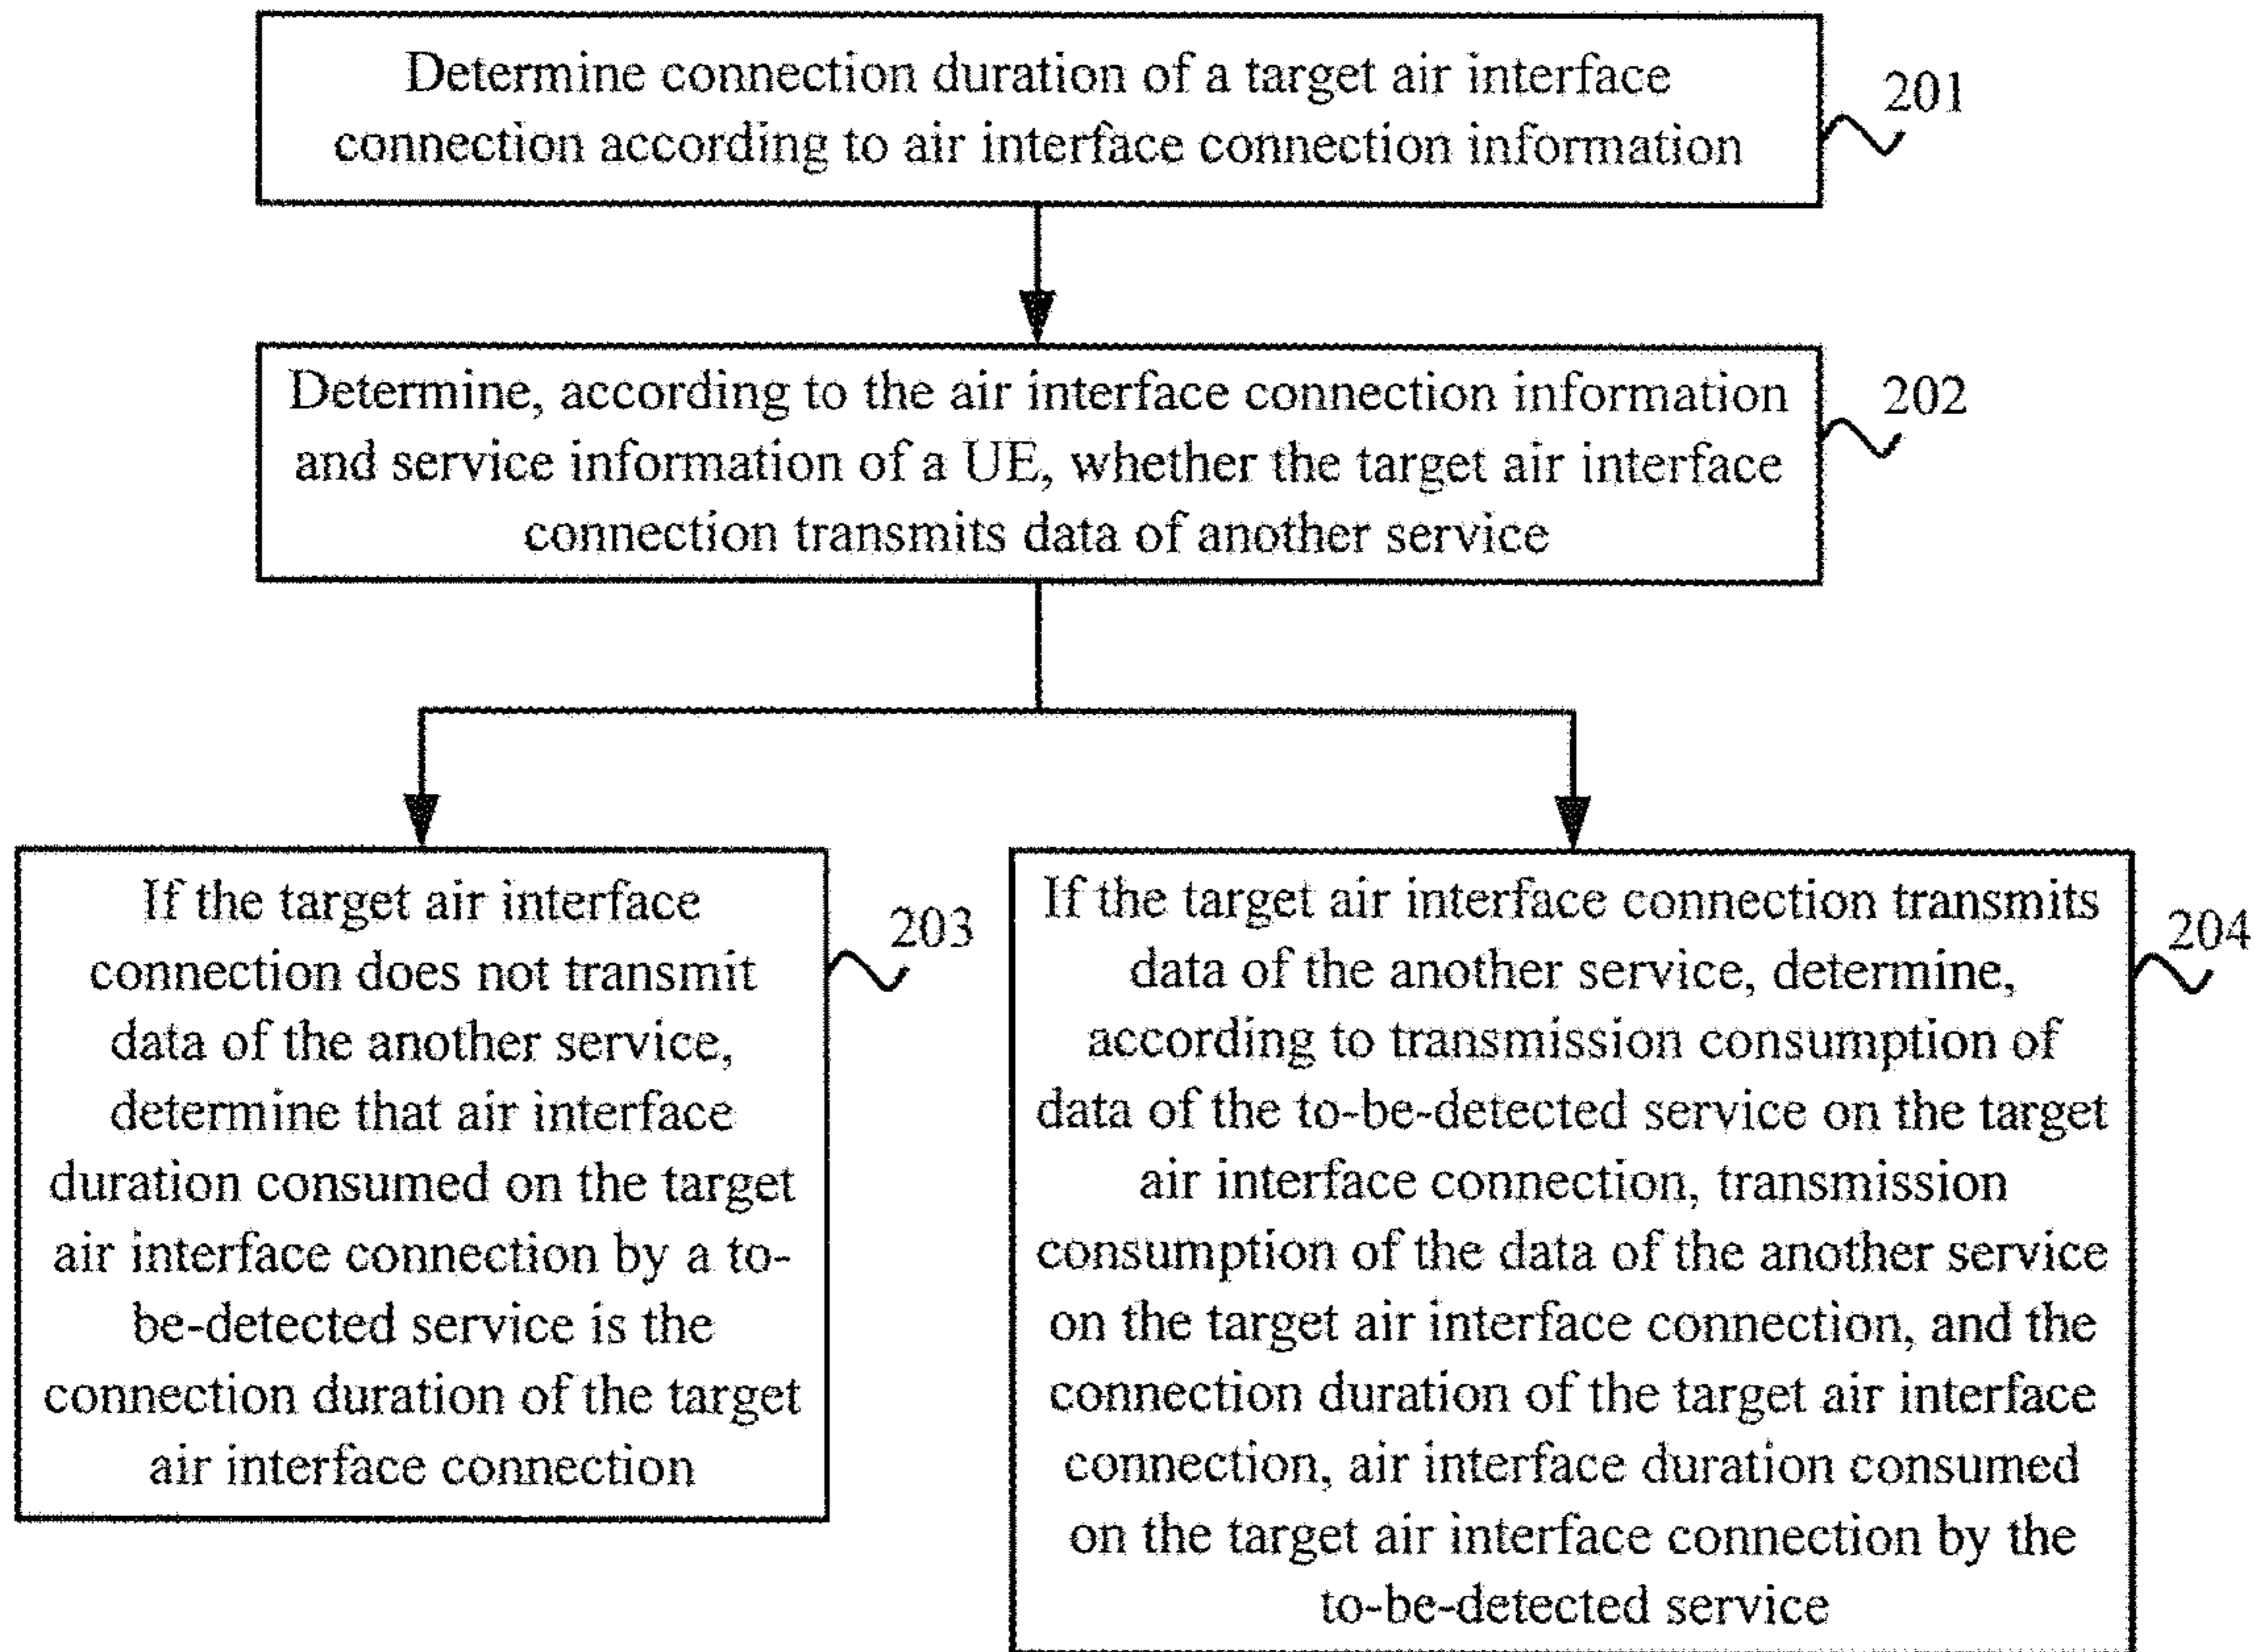 Determine connection duration of a target air interface
connection according to air interface connection information
201
Determine, according to the air interface connection information
and service information of a UE, whether the target air interface
connection transmits data of another service
202
If the target air interface
connection does not transmit
data of the another service,
determine that air interface
duration consumed on the target
air interface connection by a to-
be-detected service is the
connection duration of the target
air interface connection
203
If the target air interface connection transmits
data of the another service, determine,
according to transmission consumption of
data of the to-be-detected service on the target
air interface connection, transmission
consumption of the data of the another service
on the target air interface connection, and the
connection duration of the target air interface
connection, air interface duration consumed
on the target air interface connection by the
to-be-detected service
204